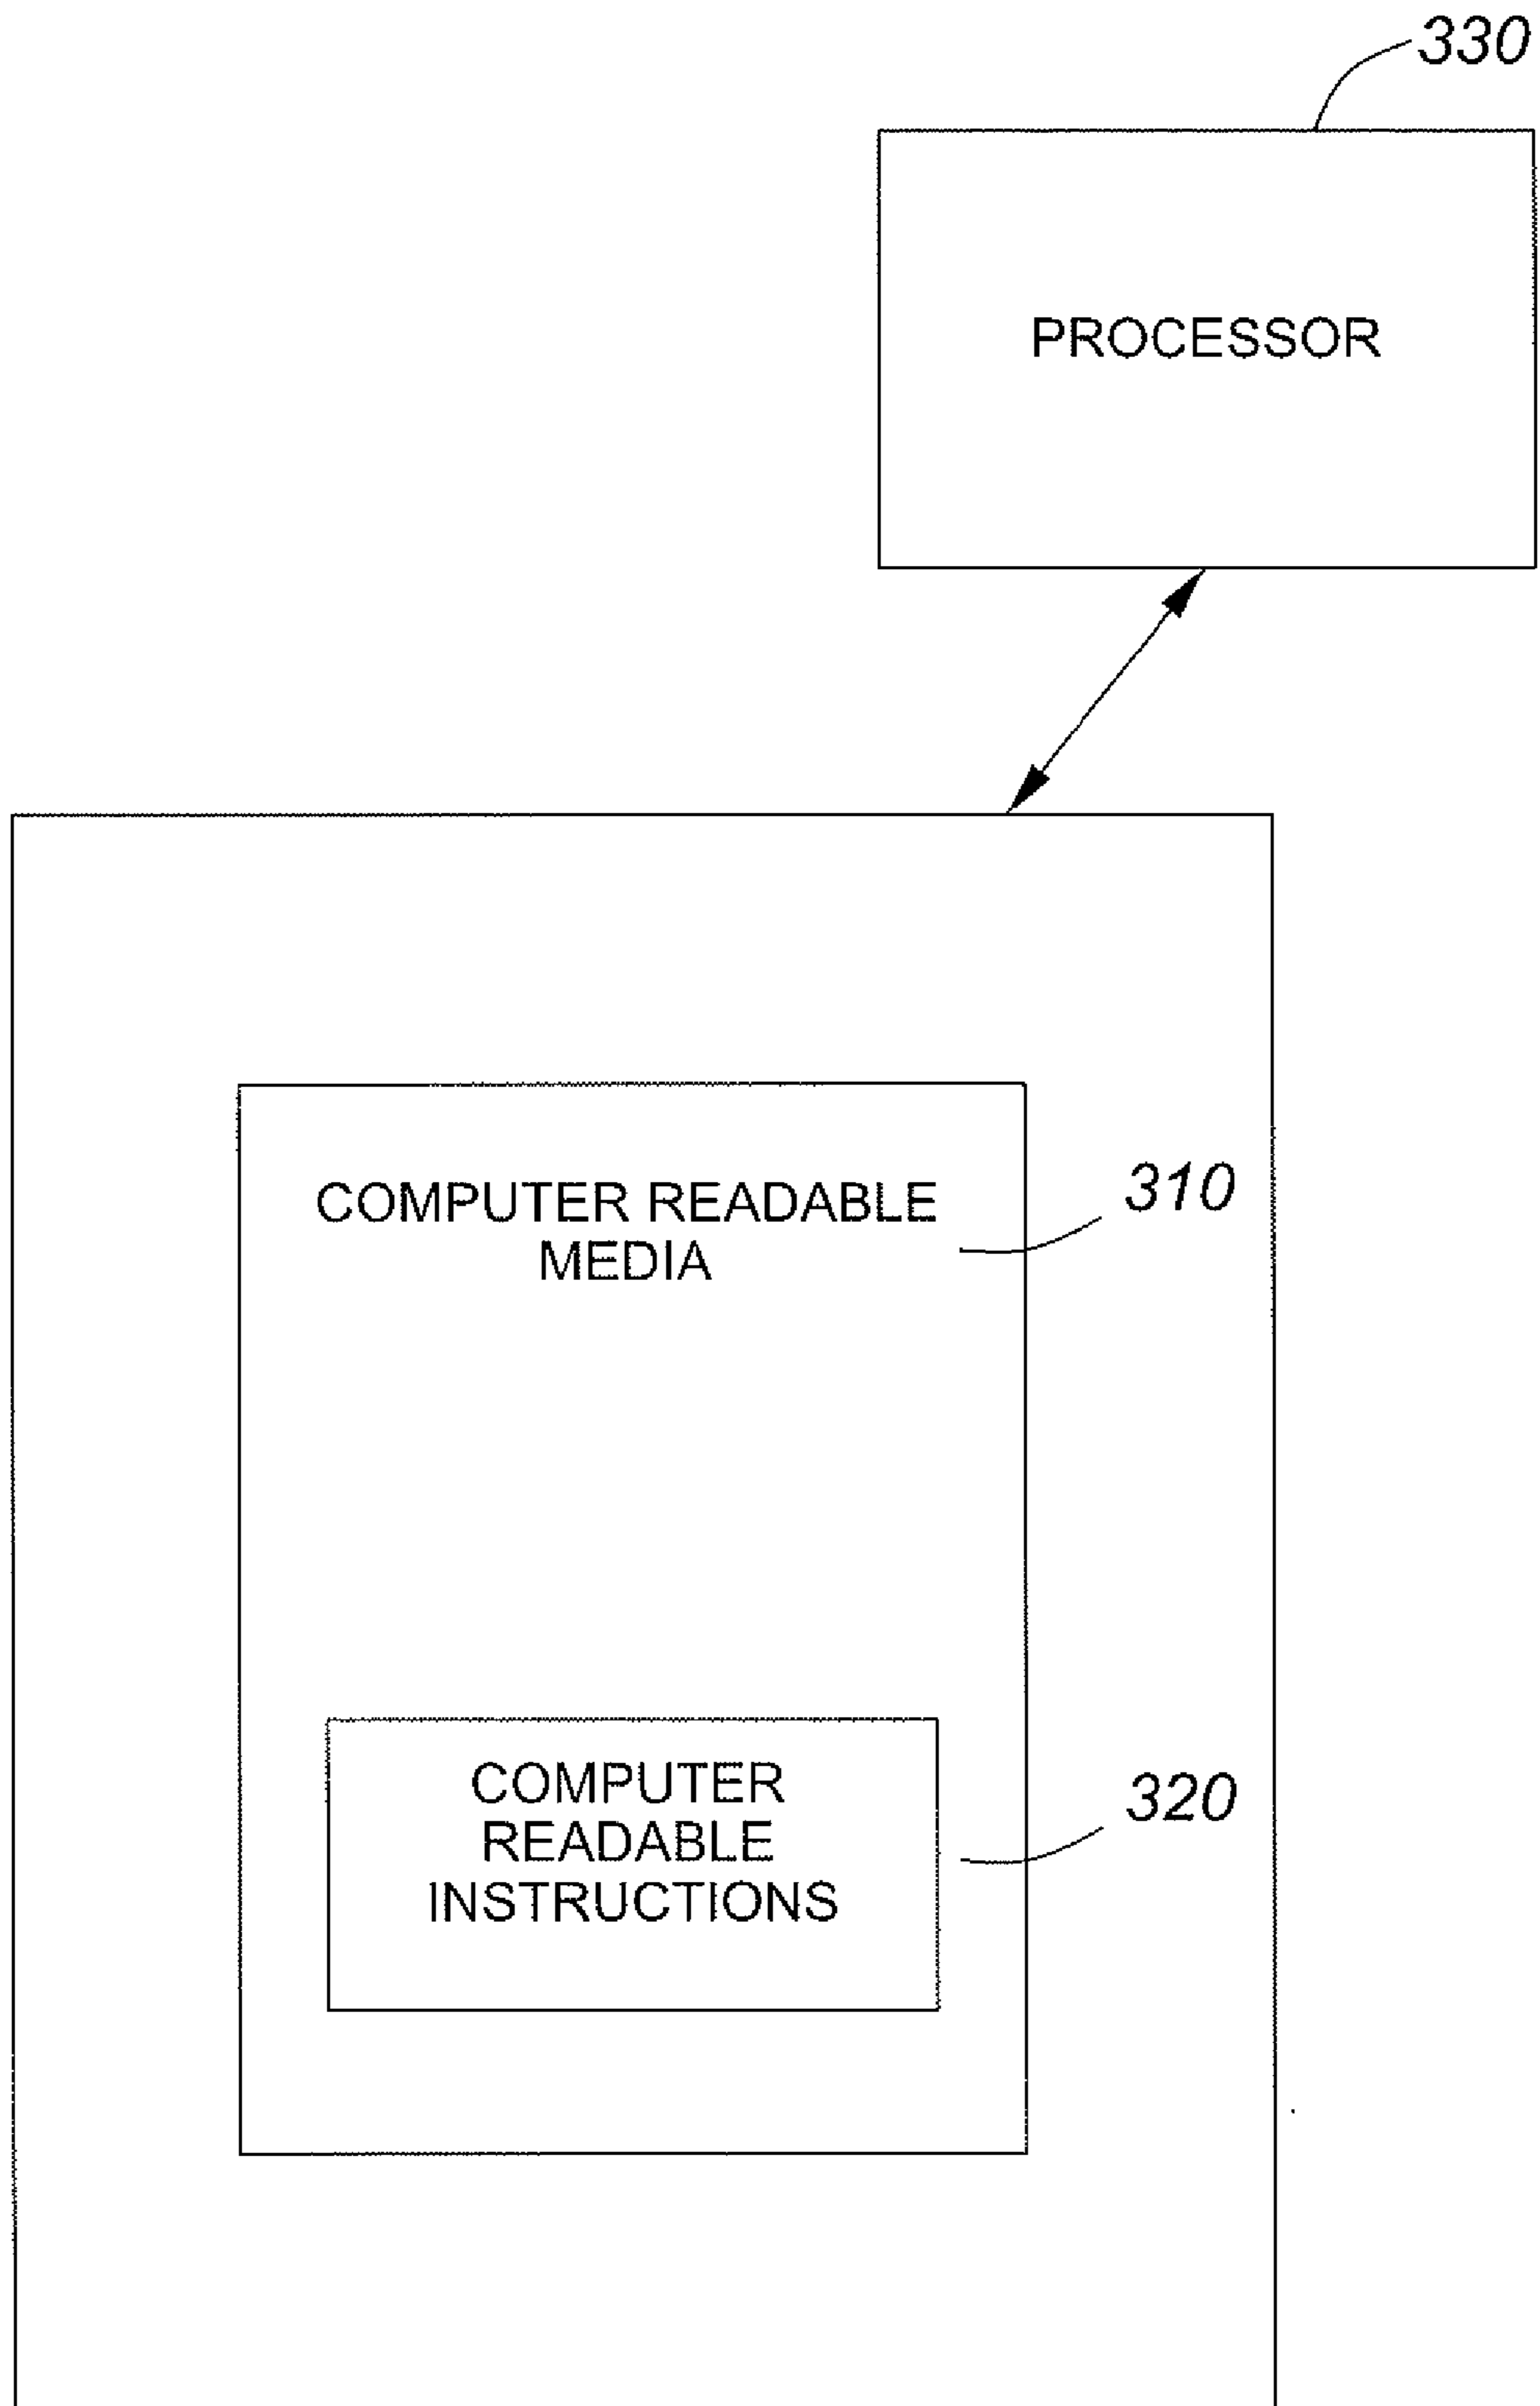 330
PROCESSOR
COMPUTER READABLE
MEDIA
310
COMPUTER
READABLE
INSTRUCTIONS
320